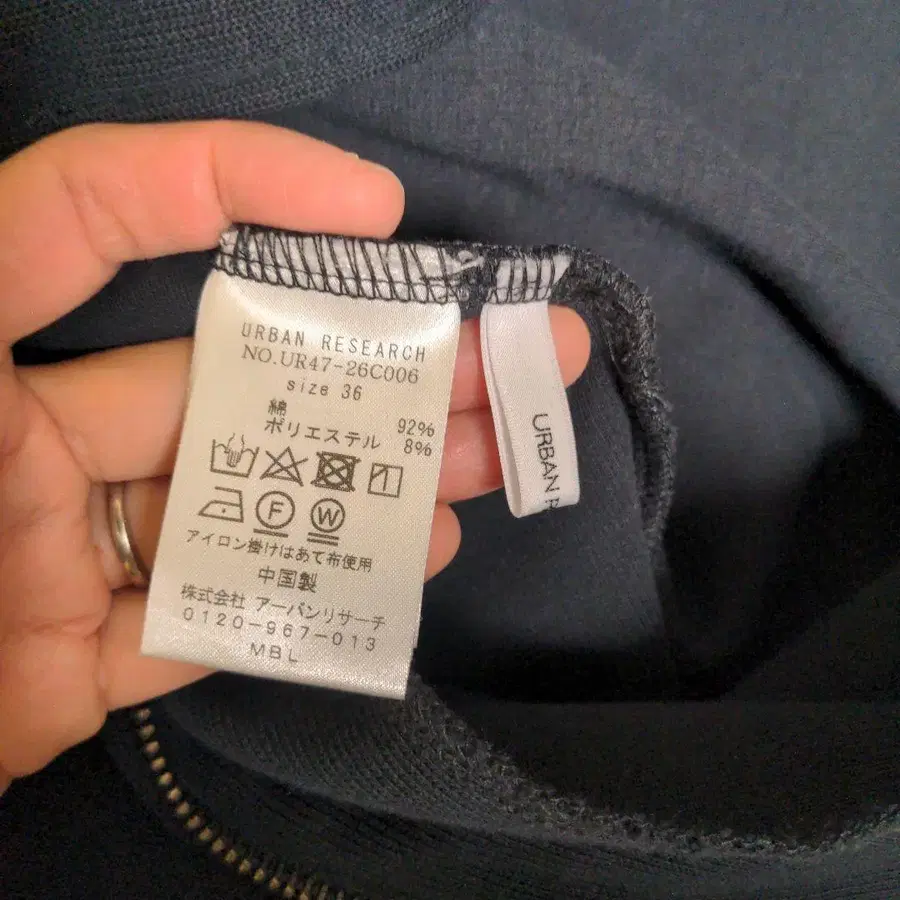 URBAN RESEARCH
NO.UR47-26C006
size 36
綿 92%
ポリエステル 8%
F W
アイロン掛けはあて布使用
中国製
株式会社 アーバンリサーチ
0120-967-013
MBL
URBAN R